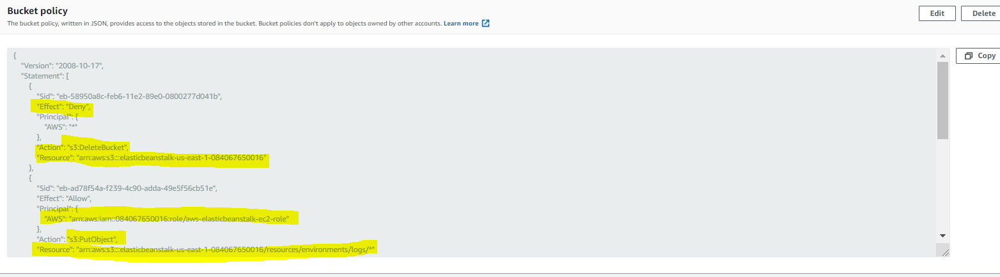 Bucket policy
Edit
Delete
The bucket policy, written in JSON, provides access to the objects stored in the bucket. Bucket policies don't apply to objects owned by other accounts. Learn more
Copy
{
"Version": "2008-10-17",
"Statement": [
{
"Sid": "eb-58950a8c-feb6-11e2-89e0-0800277d041b",
"Effect": "Deny",
"Principal": {
"AWS": "*"
},
"Action": "s3:DeleteBucket",
"Resource": "arn:aws:s3:::elasticbeanstalk-us-east-1-084067650016"
},
{
"Sid": "eb-ad78f54a-f239-4c90-adda-49e5f56cb51e",
"Effect": "Allow",
"Principal": {
"AWS": "arn:aws:iam::084067650016:role/aws-elasticbeanstalk-ec2-role"
},
"Action": "s3:PutObject",
"Resource": "arn:aws:s3:::elasticbeanstalk-us-east-1-084067650016/resources/environments/logs/*"